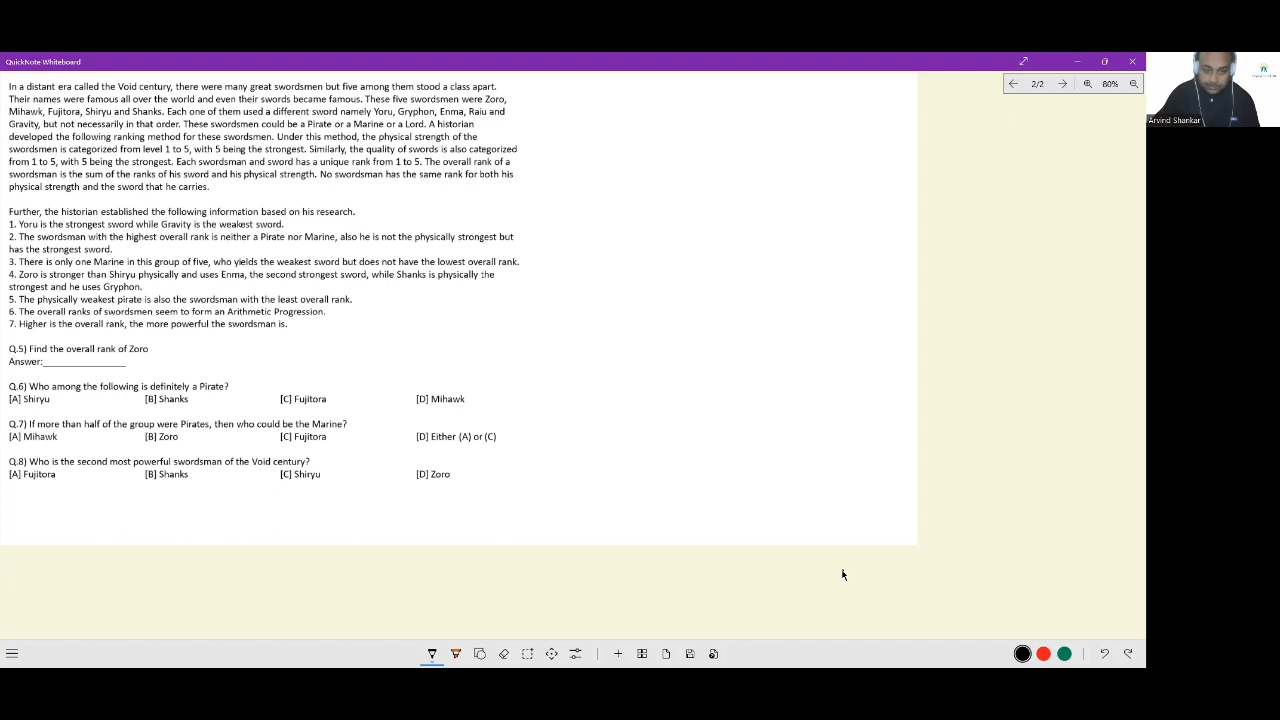 QuickNote Whiteboard
2/2
80%
Arvind Shankar
In a distant era called the Void century, there were many great swordsmen but five among them stood a class apart.
Their names were famous all over the world and even their swords became famous. These five swordsmen were Zoro,
Mihawk, Fujitora, Shiryu and Shanks. Each one of them used a different sword namely Yoru, Gryphon, Enma, Raiu and
Gravity, but not necessarily in that order. These swordsmen could be a Pirate or a Marine or a Lord. A historian
developed the following ranking method for these swordsmen. Under this method, the physical strength of the
swordsmen is categorized from level 1 to 5, with 5 being the strongest. Similarly, the quality of swords is also categorized
from 1 to 5, with 5 being the strongest. Each swordsman and sword has a unique rank from 1 to 5. The overall rank of a
swordsman is the sum of the ranks of his sword and his physical strength. No swordsman has the same rank for both his
physical strength and the sword that he carries.
Further, the historian established the following information based on his research.
1. Yoru is the strongest sword while Gravity is the weakest sword.
2. The swordsman with the highest overall rank is neither a Pirate nor Marine, also he is not the physically strongest but
has the strongest sword.
3. There is only one Marine in this group of five, who yields the weakest sword but does not have the lowest overall rank.
4. Zoro is stronger than Shiryu physically and uses Enma, the second strongest sword, while Shanks is physically the
strongest and he uses Gryphon.
5. The physically weakest pirate is also the swordsman with the least overall rank.
6. The overall ranks of swordsmen seem to form an Arithmetic Progression.
7. Higher is the overall rank, the more powerful the swordsman is.
Q.5) Find the overall rank of Zoro
Answer:_________________
Q.6) Who among the following is definitely a Pirate?
[A] Shiryu [B] Shanks [C] Fujitora [D] Mihawk
Q.7) If more than half of the group were Pirates, then who could be the Marine?
[A] Mihawk [B] Zoro [C] Fujitora [D] Either (A) or (C)
Q.8) Who is the second most powerful swordsman of the Void century?
[A] Fujitora [B] Shanks [C] Shiryu [D] Zoro